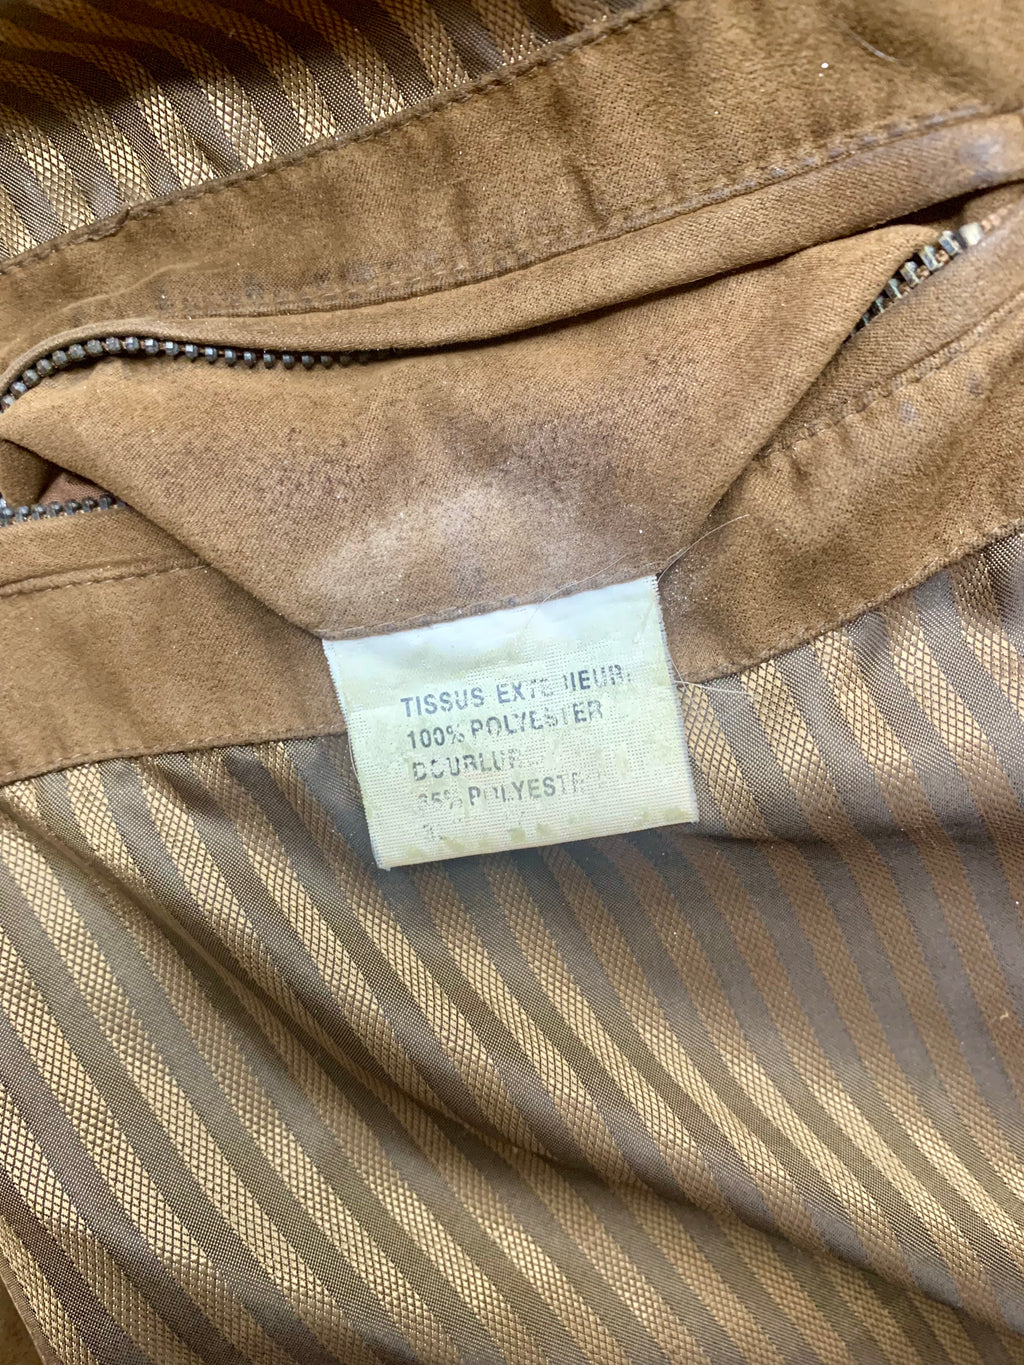 TISSUS EXTERIEUR
100% POLYESTER
DOUBLURE
POLYESTER